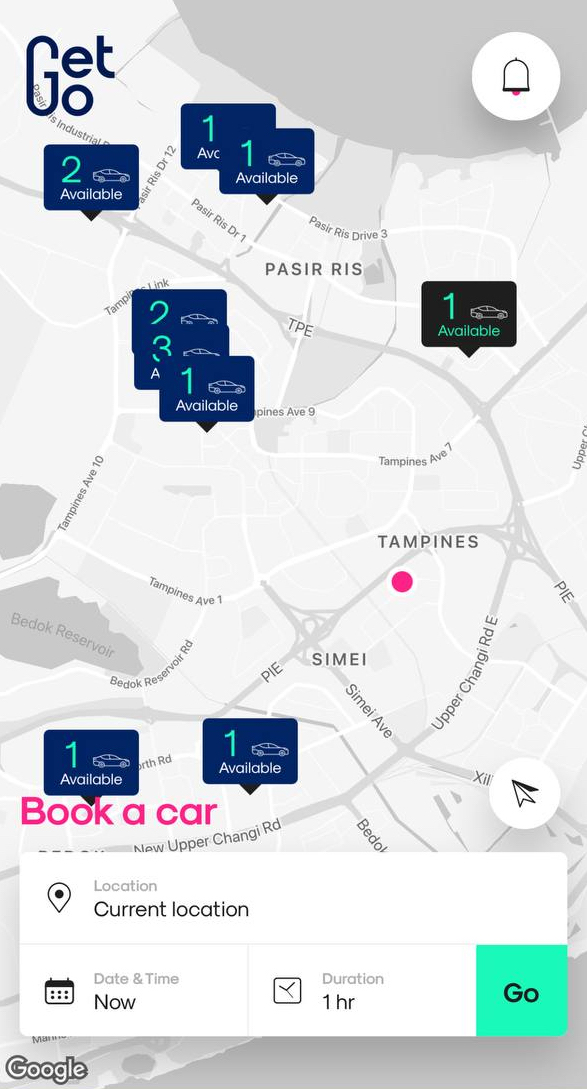 Get
Go
Pasir Ris Industrial
1
1
2
Available
Available
Pasir Ris Dr 12
Pasir Ris Dr 1
Pasir Ris Drive 3
PASIR RIS
Tampines Link
2
1
Available
TPE
3
A
1
Available
Tampines Ave 9
Tampines Ave 7
Tampines Ave 10
TAMPINES
Tampines Ave 1
PIE
Bedok Reservoir
SIMEI
Bedok Reservoir Rd
PIE
Simei Ave
Upper Changi Rd E
1
Available
1
Available
orth Rd
Book a car
New Upper Changi Rd
Location
Current location
Date & Time
Now
Duration
1 hr
Go
Google